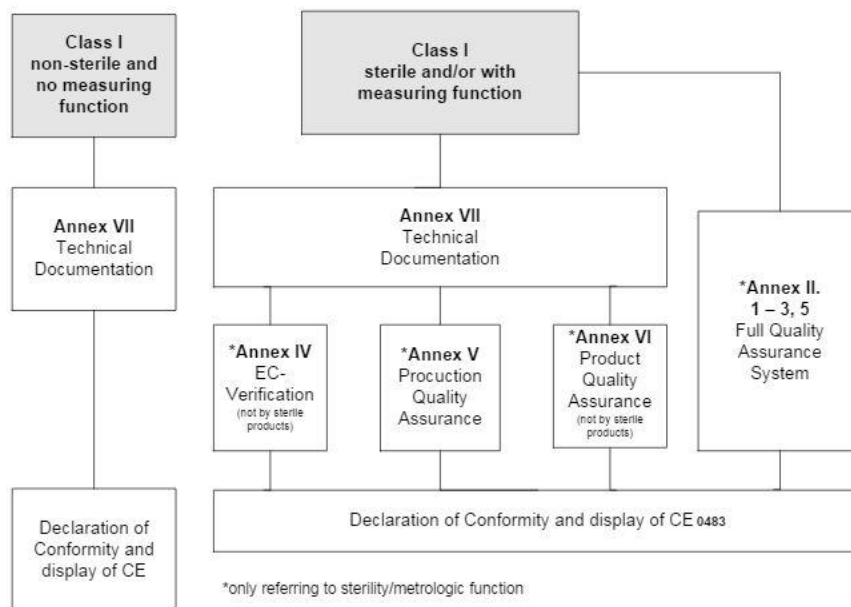 Class I
non-sterile and
no measuring
function
Class I
sterile and/or with
measuring function
Annex VII
Technical
Documentation
Annex VII
Technical
Documentation
*Annex II.
1 – 3, 5
Full Quality
Assurance
System
*Annex IV
EC-
Verification
(not by sterile
products)
*Annex V
Procuction
Quality
Assurance
*Annex VI
Product
Quality
Assurance
(not by sterile
products)
Declaration of
Conformity and
display of CE
Declaration of Conformity and display of CE 0483
*only referring to sterility/metrologic function